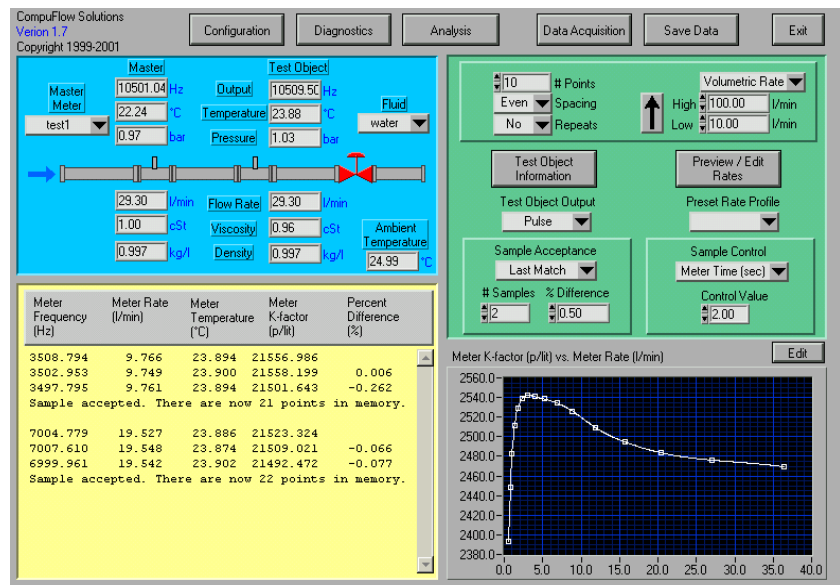 CompuFlow Solutions
Verion 1.7
Copyright 1999-2001
Configuration
Diagnostics
Analysis
Data Acquisition
Save Data
Exit
Master
Test Object
Master Meter
test1
10501.04 Hz
Output
10509.50 Hz
22.24 °C
Temperature
23.88 °C
0.97 bar
Pressure
1.03 bar
Fluid
water
29.30 l/min
Flow Rate
29.30 l/min
1.00 cSt
Viscosity
0.96 cSt
0.997 kg/l
Density
0.997 kg/l
Ambient Temperature
24.99 °C
10 # Points
Even Spacing
No Repeats
Volumetric Rate
High 100.00 l/min
Low 10.00 l/min
Test Object Information
Preview / Edit Rates
Test Object Output
Pulse
Preset Rate Profile
Sample Acceptance
Last Match
# Samples % Difference
2 0.50
Sample Control
Meter Time (sec)
Control Value
2.00
Meter Frequency (Hz)
Meter Rate (l/min)
Meter Temperature (°C)
Meter K-factor (p/lit)
Percent Difference (%)
3508.794 9.766 23.894 21556.986
3502.953 9.749 23.900 21558.199 0.006
3497.795 9.761 23.894 21501.643 -0.262
Sample accepted. There are now 21 points in memory.
7004.779 19.527 23.886 21523.324
7007.610 19.548 23.874 21509.021 -0.066
6999.961 19.542 23.902 21492.472 -0.077
Sample accepted. There are now 22 points in memory.
Meter K-factor (p/lit) vs. Meter Rate (l/min)
Edit
2560.0
2540.0
2520.0
2500.0
2480.0
2460.0
2440.0
2420.0
2400.0
2380.0
0.0 5.0 10.0 15.0 20.0 25.0 30.0 35.0 40.0